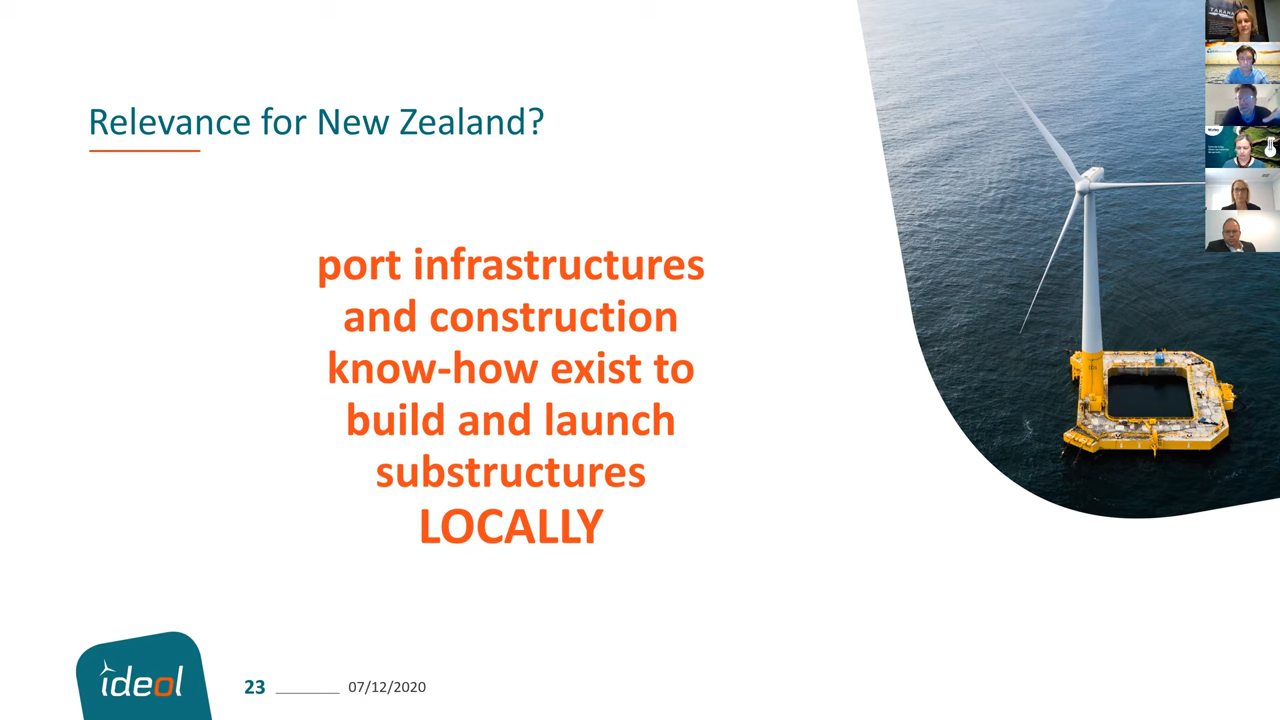 Relevance for New Zealand?
port infrastructures
and construction
know-how exist to
build and launch
substructures
LOCALLY
ideol
23
07/12/2020